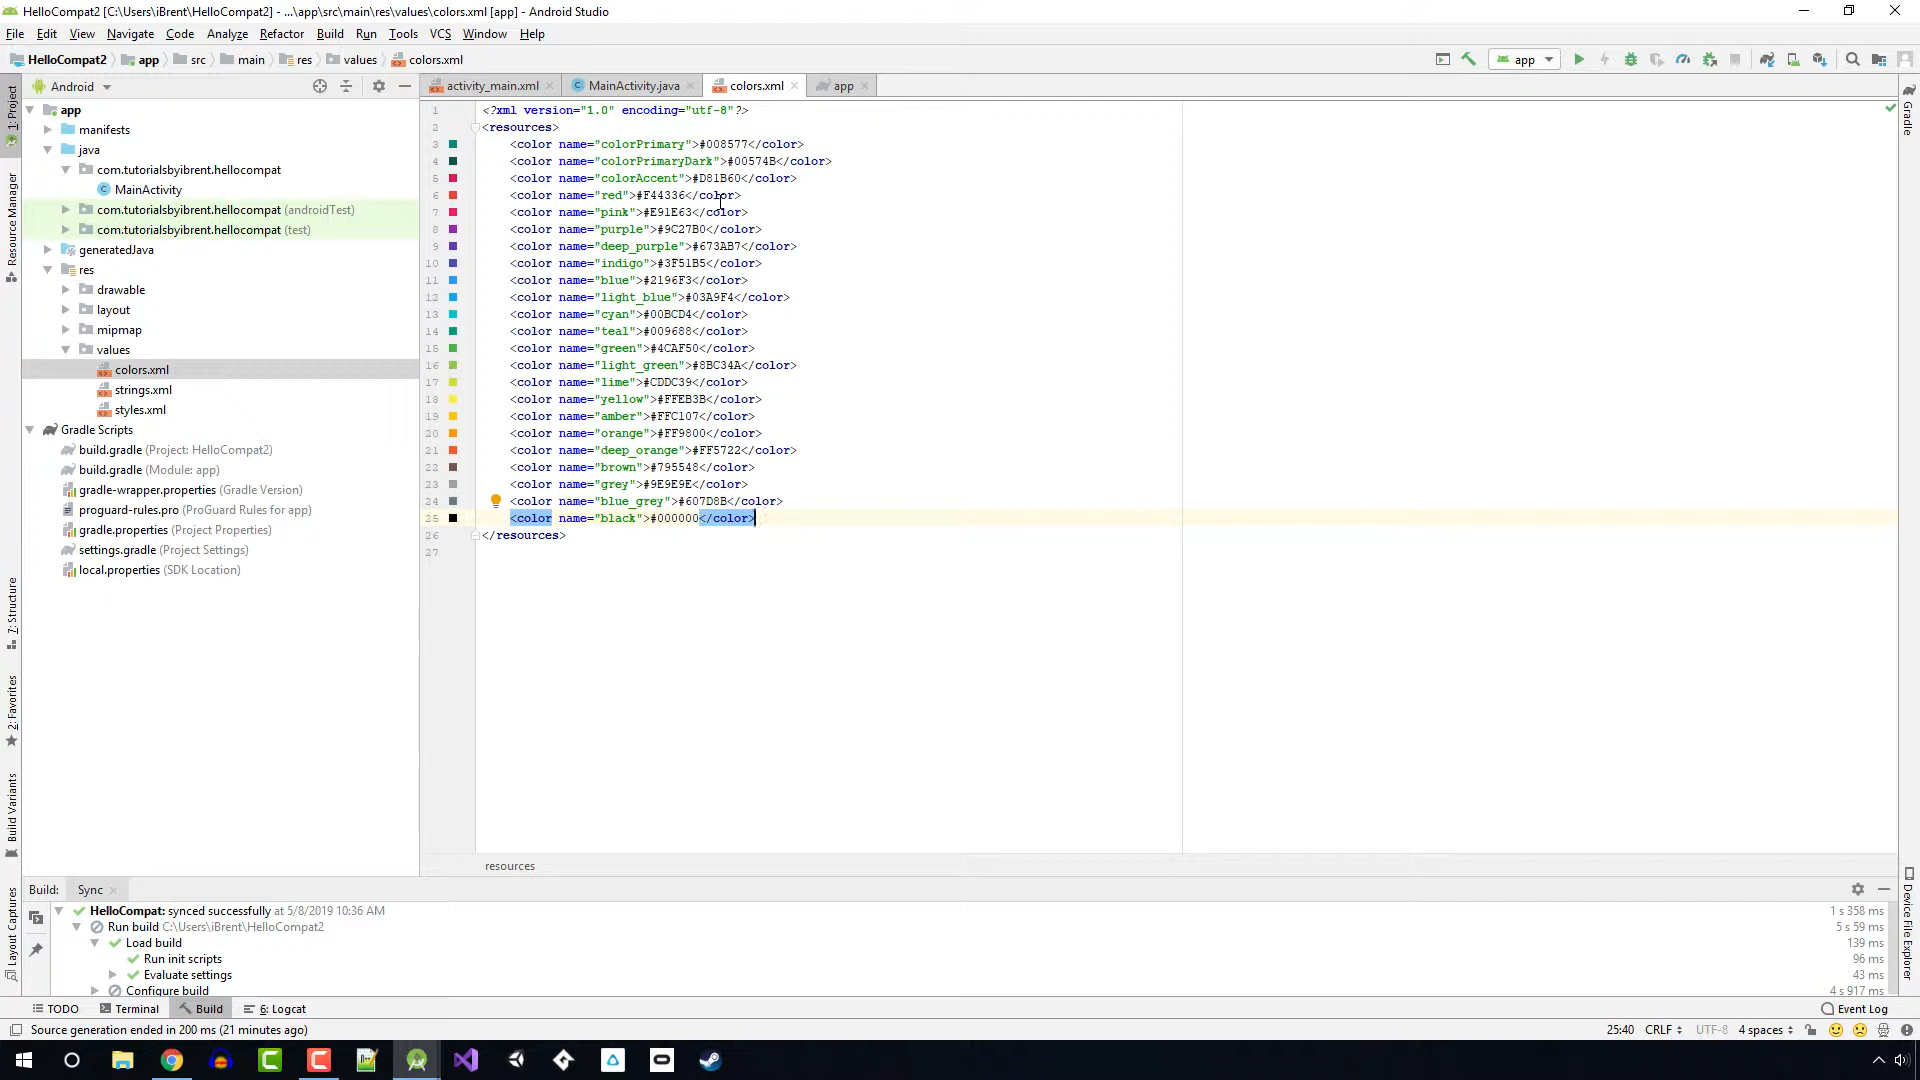 HelloCompat2 [C:\Users\iBrent\HelloCompat2] - ...\app\src\main\res\values\colors.xml [app] - Android Studio
File Edit View Navigate Code Analyze Refactor Build Run Tools VCS Window Help
HelloCompat2 app src main res values colors.xml app
Android activity_main.xml MainActivity.java colors.xml app
1: Project
Resource Manager
7: Structure
2: Favorites
Build Variants
Layout Captures
app
manifests
java
com.tutorialsbyibrent.hellocompat
MainActivity
com.tutorialsbyibrent.hellocompat (androidTest)
com.tutorialsbyibrent.hellocompat (test)
generatedJava
res
drawable
layout
mipmap
values
colors.xml
strings.xml
styles.xml
Gradle Scripts
build.gradle (Project: HelloCompat2)
build.gradle (Module: app)
gradle-wrapper.properties (Gradle Version)
proguard-rules.pro (ProGuard Rules for app)
gradle.properties (Project Properties)
settings.gradle (Project Settings)
local.properties (SDK Location)
1 <?xml version="1.0" encoding="utf-8"?>
2 <resources>
3 <color name="colorPrimary">#008577</color>
4 <color name="colorPrimaryDark">#00574B</color>
5 <color name="colorAccent">#D81B60</color>
6 <color name="red">#F44336</color>
7 <color name="pink">#E91E63</color>
8 <color name="purple">#9C27B0</color>
9 <color name="deep_purple">#673AB7</color>
10 <color name="indigo">#3F51B5</color>
11 <color name="blue">#2196F3</color>
12 <color name="light_blue">#03A9F4</color>
13 <color name="cyan">#00BCD4</color>
14 <color name="teal">#009688</color>
15 <color name="green">#4CAF50</color>
16 <color name="light_green">#8BC34A</color>
17 <color name="lime">#CDDC39</color>
18 <color name="yellow">#FFEB3B</color>
19 <color name="amber">#FFC107</color>
20 <color name="orange">#FF9800</color>
21 <color name="deep_orange">#FF5722</color>
22 <color name="brown">#795548</color>
23 <color name="grey">#9E9E9E</color>
24 <color name="blue_grey">#607D8B</color>
25 <color name="black">#000000</color>
26 </resources>
27
resources
Gradle
Device File Explorer
Build: Sync
HelloCompat: synced successfully at 5/8/2019 10:36 AM 1 s 358 ms
Run build C:\Users\iBrent\HelloCompat2 5 s 59 ms
Load build 139 ms
Run init scripts 96 ms
Evaluate settings 43 ms
Configure build 4 s 917 ms
TODO Terminal Build 6: Logcat Event Log
Source generation ended in 200 ms (21 minutes ago) 25:40 CRLF UTF-8 4 spaces